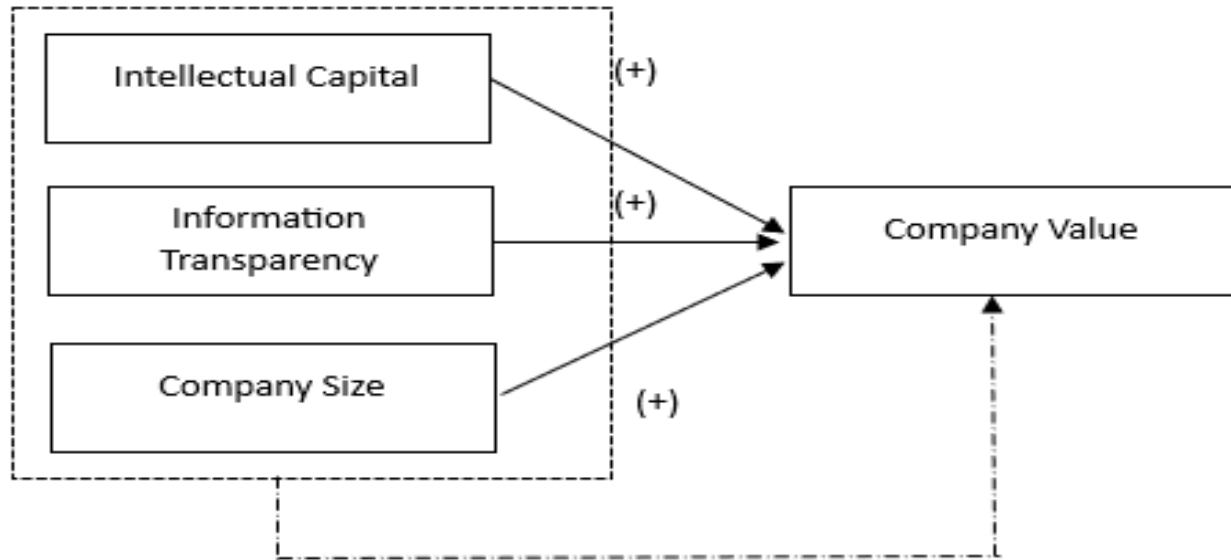 Intellectual Capital
(+)
Information
Transparency
(+)
Company Value
Company Size
(+)